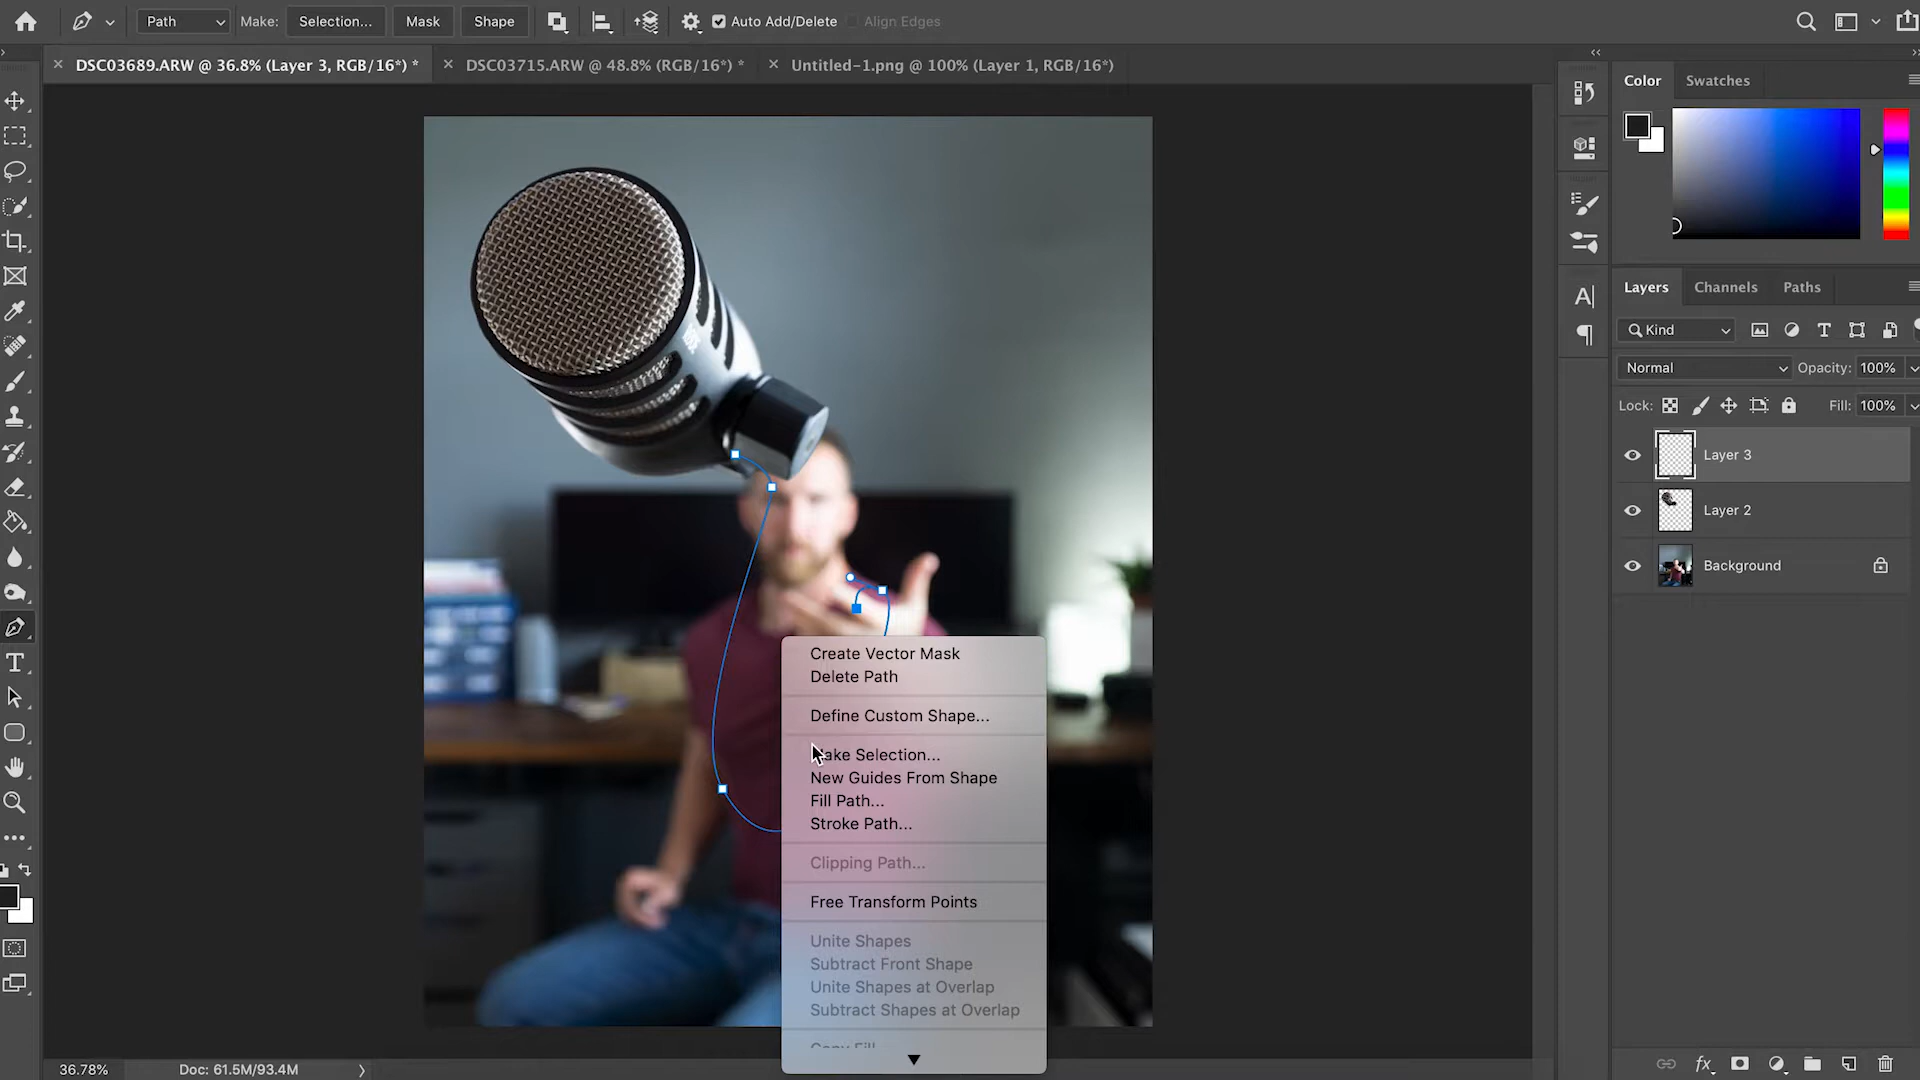 Path Make: Selection... Mask Shape Auto Add/Delete Align Edges
DSC03689.ARW @ 36.8% (Layer 3, RGB/16*) * DSC03715.ARW @ 48.8% (RGB/16*) * Untitled-1.png @ 100% (Layer 1, RGB/16*)
Color Swatches
Layers Channels Paths
Kind
Normal Opacity: 100%
Lock: Fill: 100%
Layer 3
Layer 2
Background
Create Vector Mask
Delete Path
Define Custom Shape...
Make Selection...
New Guides From Shape
Fill Path...
Stroke Path...
Clipping Path...
Free Transform Points
Unite Shapes
Subtract Front Shape
Unite Shapes at Overlap
Subtract Shapes at Overlap
Copy Fill
36.78% Doc: 61.5M/93.4M